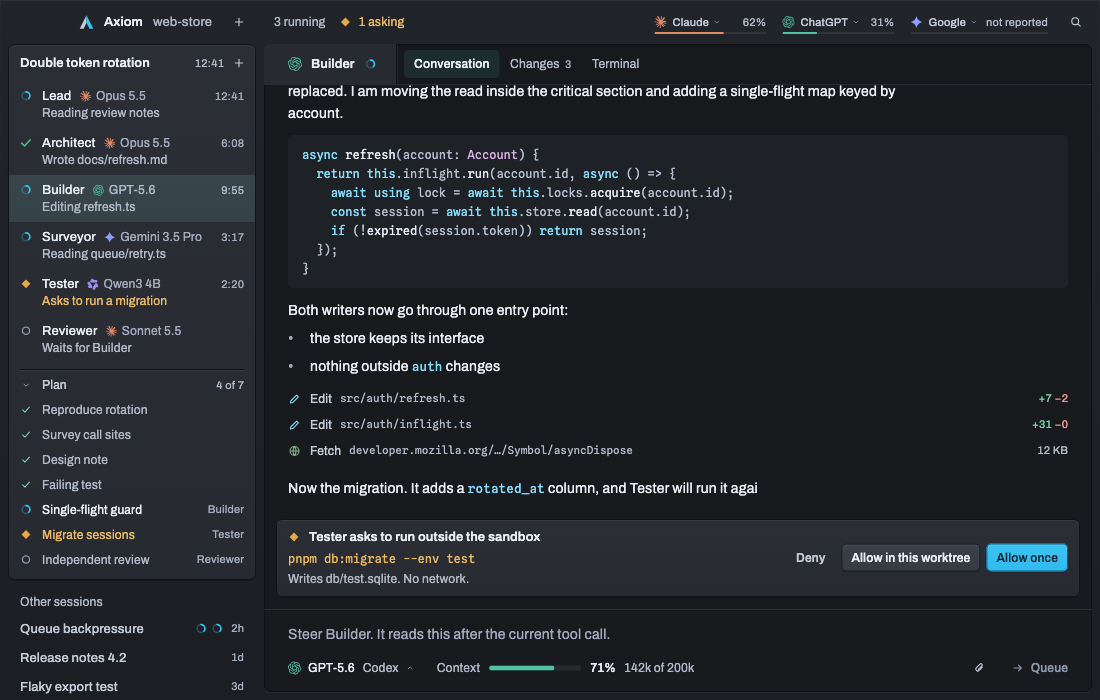 Axiom web-store + 3 running 1 asking Claude 62% ChatGPT 31% Google not reported
Double token rotation 12:41 +
Lead Opus 5.5 12:41
Reading review notes
Architect Opus 5.5 6:08
Wrote docs/refresh.md
Builder GPT-5.6 9:55
Editing refresh.ts
Surveyor Gemini 3.5 Pro 3:17
Reading queue/retry.ts
Tester Qwen3 4B 2:20
Asks to run a migration
Reviewer Sonnet 5.5
Waits for Builder
Plan 4 of 7
Reproduce rotation
Survey call sites
Design note
Failing test
Single-flight guard Builder
Migrate sessions Tester
Independent review Reviewer
Other sessions
Queue backpressure 2h
Release notes 4.2 1d
Flaky export test 3d
Builder Conversation Changes 3 Terminal
replaced. I am moving the read inside the critical section and adding a single-flight map keyed by
account.
async refresh(account: Account) {
return this.inflight.run(account.id, async () => {
await using lock = await this.locks.acquire(account.id);
const session = await this.store.read(account.id);
if (!expired(session.token)) return session;
});
}
Both writers now go through one entry point:
• the store keeps its interface
• nothing outside auth changes
Edit src/auth/refresh.ts +7 −2
Edit src/auth/inflight.ts +31 −0
Fetch developer.mozilla.org/…/Symbol/asyncDispose 12 KB
Now the migration. It adds a rotated_at column, and Tester will run it agai
Tester asks to run outside the sandbox
pnpm db:migrate --env test
Writes db/test.sqlite. No network.
Deny Allow in this worktree Allow once
Steer Builder. It reads this after the current tool call.
GPT-5.6 Codex Context 71% 142k of 200k Queue